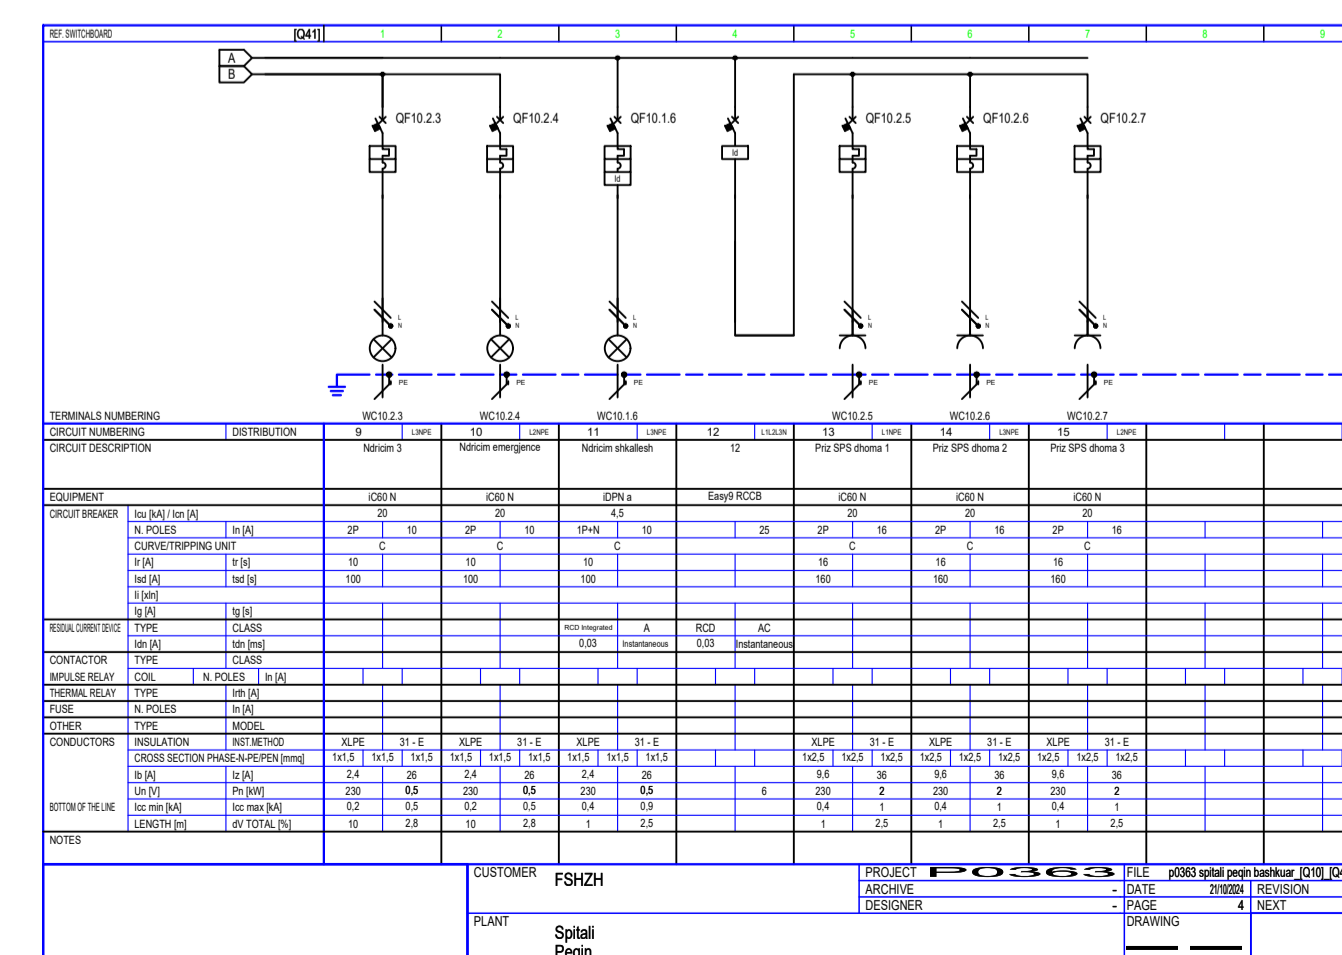 REF. SWITCHBOARD [Q41] 1 2 3 4 5 6 7 8 9
A
B
QF10.2.3 QF10.2.4 QF10.1.6 QF10.2.5 QF10.2.6 QF10.2.7
Id
Id
L L L L L L
N N N N N N
PE PE PE PE PE PE
TERMINALS NUMBERING WC10.2.3 WC10.2.4 WC10.1.6 WC10.2.5 WC10.2.6 WC10.2.7
CIRCUIT NUMBERING DISTRIBUTION 9 L3NPE 10 L2NPE 11 L3NPE 12 L1L2L3N 13 L1NPE 14 L3NPE 15 L2NPE
CIRCUIT DESCRIPTION Ndricim 3 Ndricim emergjence Ndricim shkallesh 12 Priz SPS dhoma 1 Priz SPS dhoma 2 Priz SPS dhoma 3
EQUIPMENT iC60 N iC60 N iDPN a Easy9 RCCB iC60 N iC60 N iC60 N
CIRCUIT BREAKER Icu [kA] / Icn [A] 20 20 4,5 20 20 20
N. POLES In [A] 2P 10 2P 10 1P+N 10 25 2P 16 2P 16 2P 16
CURVE/TRIPPING UNIT C C C C C C
Ir [A] tr [s] 10 10 10 16 16 16
Isd [A] tsd [s] 100 100 100 160 160 160
Ii [xIn]
Ig [A] tg [s]
RESIDUAL CURRENT DEVICE TYPE CLASS RCD Integrated A RCD AC
Idn [A] tdn [ms] 0,03 Instantaneous 0,03 Instantaneous
CONTACTOR TYPE CLASS
IMPULSE RELAY COIL N. POLES In [A]
THERMAL RELAY TYPE Irth [A]
FUSE N. POLES In [A]
OTHER TYPE MODEL
CONDUCTORS INSULATION INST.METHOD XLPE 31 - E XLPE 31 - E XLPE 31 - E XLPE 31 - E XLPE 31 - E XLPE 31 - E
CROSS SECTION PHASE-N-PE/PEN [mmq] 1x1,5 1x1,5 1x1,5 1x1,5 1x1,5 1x1,5 1x1,5 1x1,5 1x1,5 1x2,5 1x2,5 1x2,5 1x2,5 1x2,5 1x2,5 1x2,5 1x2,5 1x2,5
Ib [A] Iz [A] 2,4 26 2,4 26 2,4 26 9,6 36 9,6 36 9,6 36
Un [V] Pn [kW] 230 0,5 230 0,5 230 0,5 6 230 2 230 2 230 2
BOTTOM OF THE LINE Icc min [kA] Icc max [kA] 0,2 0,5 0,2 0,5 0,4 0,9 0,4 1 0,4 1 0,4 1
LENGTH [m] dV TOTAL [%] 10 2,8 10 2,8 1 2,5 1 2,5 1 2,5 1 2,5
NOTES
CUSTOMER FSHZH PROJECT P0363 FILE p0363 spitali peqin bashkuar_[Q10]_[Q4
ARCHIVE - DATE 21/10/2024 REVISION
DESIGNER - PAGE 4 NEXT
PLANT Spitali DRAWING
Peqin